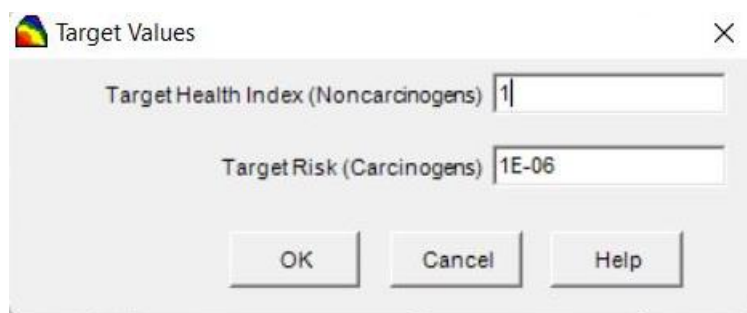 Target Values
Target Health Index (Noncarcinogens) 1
Target Risk (Carcinogens) 1E-06
OK Cancel Help